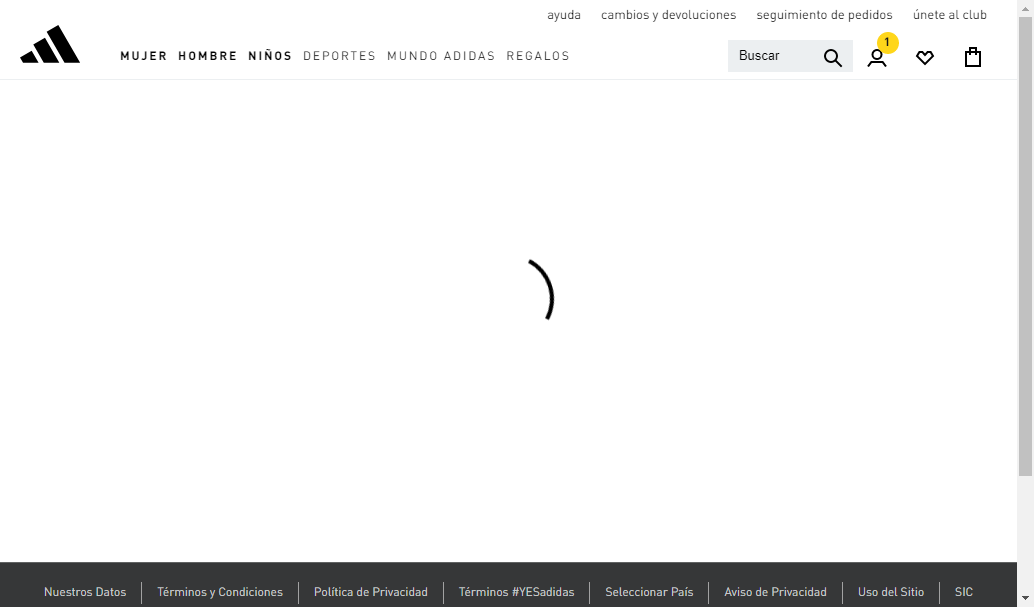 ayuda cambios y devoluciones seguimiento de pedidos únete al club
MUJER HOMBRE NIÑOS DEPORTES MUNDO ADIDAS REGALOS Buscar 1
Nuestros Datos Términos y Condiciones Política de Privacidad Términos #YESadidas Seleccionar País Aviso de Privacidad Uso del Sitio SIC